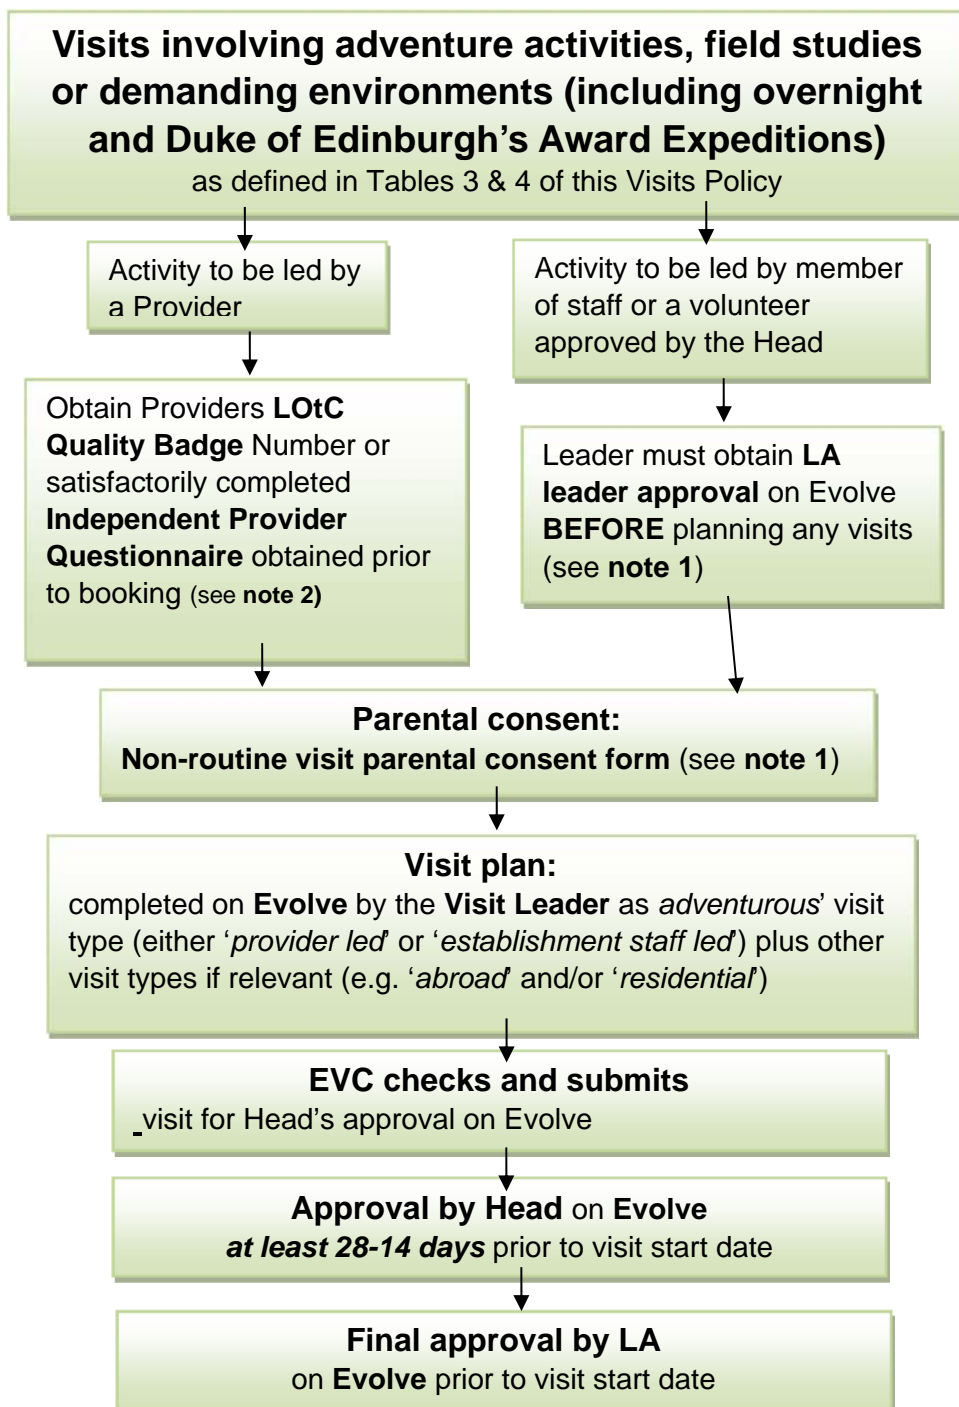 Visits involving adventure activities, field studies
or demanding environments (including overnight
and Duke of Edinburgh's Award Expeditions)
as defined in Tables 3 & 4 of this Visits Policy
Activity to be led by
a Provider
Activity to be led by member
of staff or a volunteer
approved by the Head
Obtain Providers LOtC
Quality Badge Number or
satisfactorily completed
Independent Provider
Questionnaire obtained prior
to booking (see note 2)
Leader must obtain LA
leader approval on Evolve
BEFORE planning any visits
(see note 1)
Parental consent:
Non-routine visit parental consent form (see note 1)
Visit plan:
completed on Evolve by the Visit Leader as adventurous' visit
type (either 'provider led' or 'establishment staff led') plus other
visit types if relevant (e.g. 'abroad' and/or 'residential')
EVC checks and submits
visit for Head's approval on Evolve
Approval by Head on Evolve
at least 28-14 days prior to visit start date
Final approval by LA
on Evolve prior to visit start date